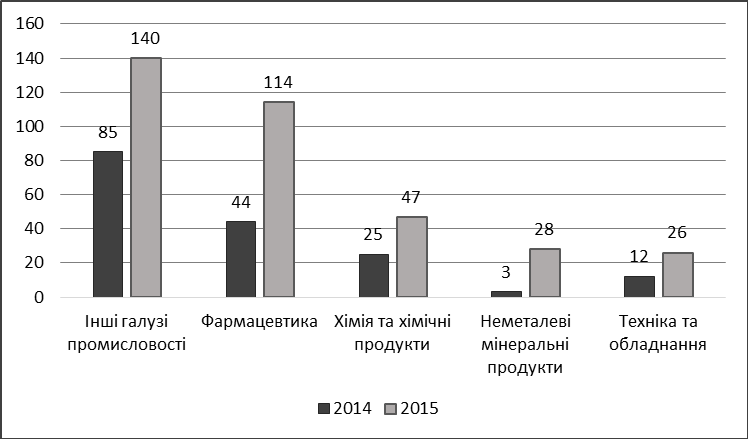 160
140
120
100
80
60
40
20
0
85
140
44
114
25
47
3
28
12
26
Інші галузі
промисловості
Фармацевтика
Хімія та хімічні
продукти
Неметалеві
мінеральні
продукти
Техніка та
обладнання
2014
2015